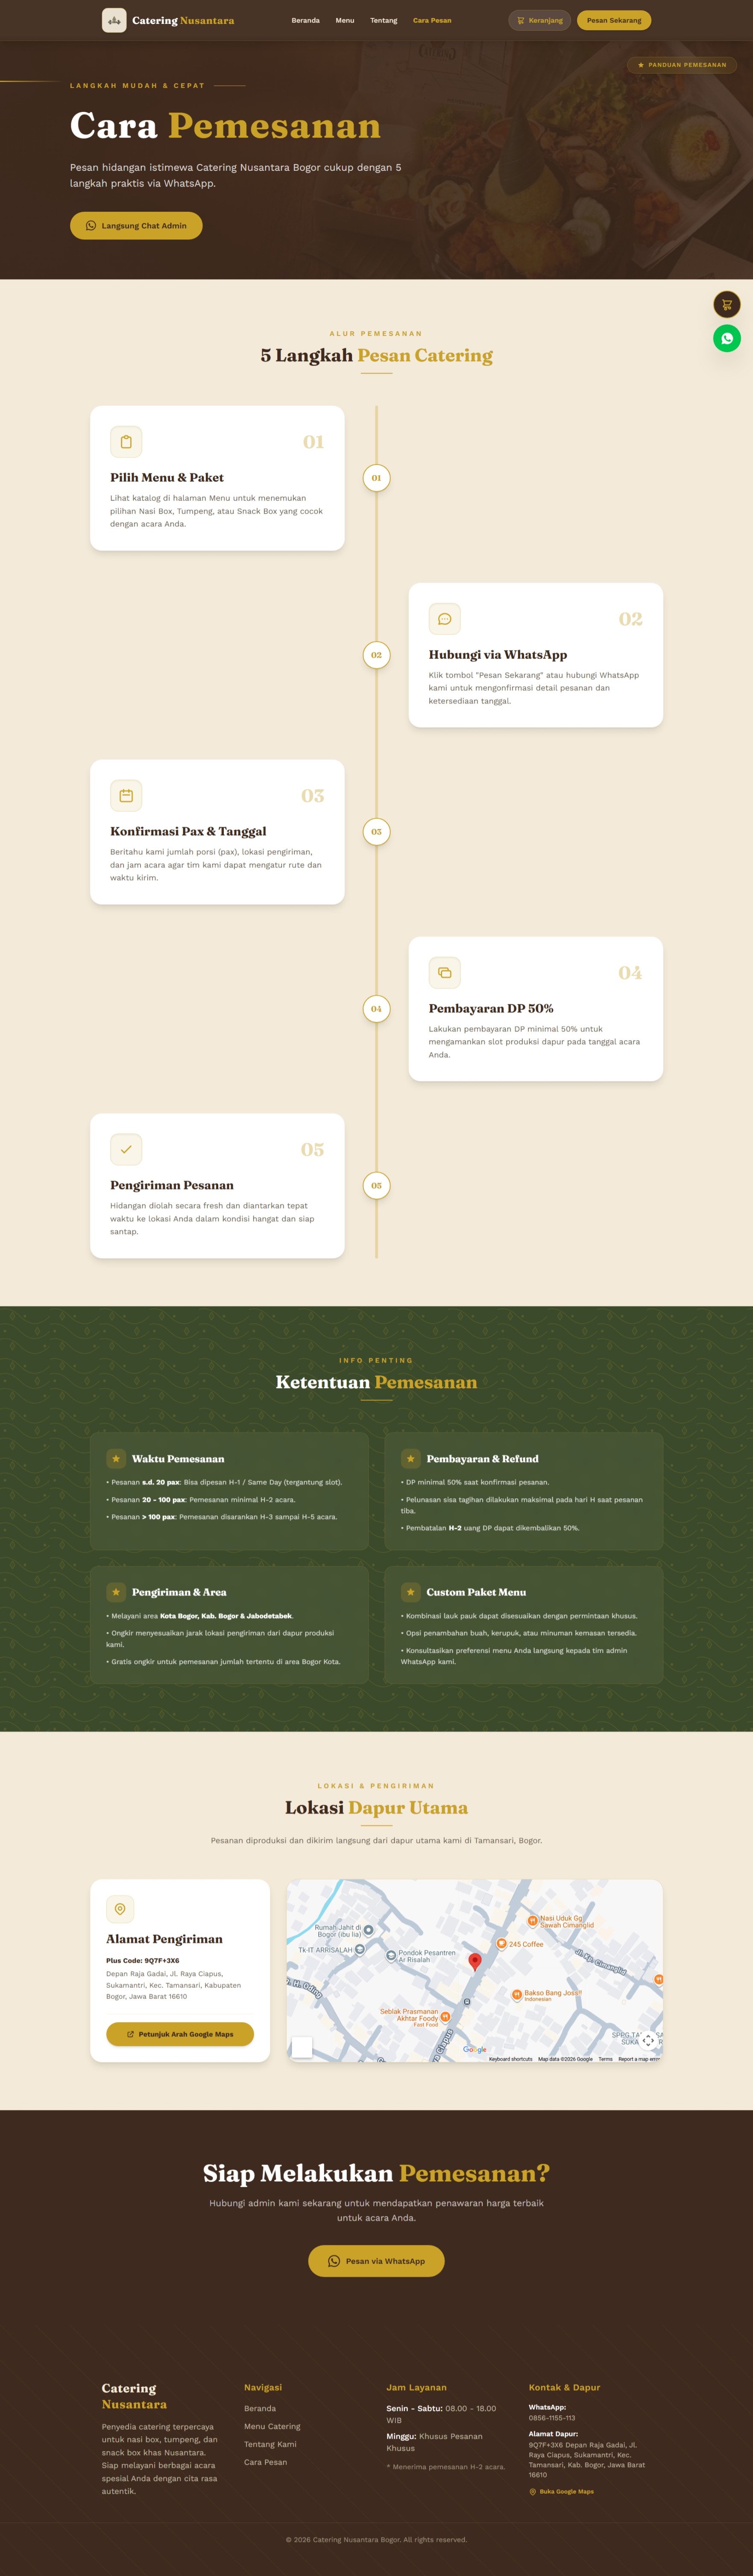 Catering Nusantara
Beranda
Menu
Tentang
Cara Pesan
Keranjang
Pesan Sekarang
PANDUAN PEMESANAN
LANGKAH MUDAH & CEPAT
Cara Pemesanan
Pesan hidangan istimewa Catering Nusantara Bogor cukup dengan 5
langkah praktis via WhatsApp.
Langsung Chat Admin
ALUR PEMESANAN
5 Langkah Pesan Catering
01
01
Pilih Menu & Paket
Lihat katalog di halaman Menu untuk menemukan
pilihan Nasi Box, Tumpeng, atau Snack Box yang cocok
dengan acara Anda.
02
02
Hubungi via WhatsApp
Klik tombol "Pesan Sekarang" atau hubungi WhatsApp
kami untuk mengonfirmasi detail pesanan dan
ketersediaan tanggal.
03
03
Konfirmasi Pax & Tanggal
Beritahu kami jumlah porsi (pax), lokasi pengiriman,
dan jam acara agar tim kami dapat mengatur rute dan
waktu kirim.
04
04
Pembayaran DP 50%
Lakukan pembayaran DP minimal 50% untuk
mengamankan slot produksi dapur pada tanggal acara
Anda.
05
05
Pengiriman Pesanan
Hidangan diolah secara fresh dan diantarkan tepat
waktu ke lokasi Anda dalam kondisi hangat dan siap
santap.
INFO PENTING
Ketentuan Pemesanan
Waktu Pemesanan
• Pesanan s.d. 20 pax: Bisa dipesan H-1 / Same Day (tergantung slot).
• Pesanan 20 - 100 pax: Pemesanan minimal H-2 acara.
• Pesanan > 100 pax: Pemesanan disarankan H-3 sampai H-5 acara.
Pembayaran & Refund
• DP minimal 50% saat konfirmasi pesanan.
• Pelunasan sisa tagihan dilakukan maksimal pada hari H saat pesanan
tiba.
• Pembatalan H-2 uang DP dapat dikembalikan 50%.
Pengiriman & Area
• Melayani area Kota Bogor, Kab. Bogor & Jabodetabek.
• Ongkir menyesuaikan jarak lokasi pengiriman dari dapur produksi
kami.
• Gratis ongkir untuk pemesanan jumlah tertentu di area Bogor Kota.
Custom Paket Menu
• Kombinasi lauk pauk dapat disesuaikan dengan permintaan khusus.
• Opsi penambahan buah, kerupuk, atau minuman kemasan tersedia.
• Konsultasikan preferensi menu Anda langsung kepada tim admin
WhatsApp kami.
LOKASI & PENGIRIMAN
Lokasi Dapur Utama
Pesanan diproduksi dan dikirim langsung dari dapur utama kami di Tamansari, Bogor.
Alamat Pengiriman
Plus Code: 9Q7F+3X6
Depan Raja Gadai, Jl. Raya Ciapus,
Sukamantri, Kec. Tamansari, Kabupaten
Bogor, Jawa Barat 16610
Petunjuk Arah Google Maps
Nasi Uduk Gg
Sawah Cimanglid
Rumah Jahit di
Bogor (ibu lia)
245 Coffee
Tk-IT ARRISALAH
Pondok Pesantren
Ar Risalah
Jl. Kp. Cimanglid
Bakso Bang Joss!!
Indonesian
Seblak Prasmanan
Akhtar Foody
Fast Food
Google
Keyboard shortcuts
Map data ©2026 Google
Terms
Report a map error
Siap Melakukan Pemesanan?
Hubungi admin kami sekarang untuk mendapatkan penawaran harga terbaik
untuk acara Anda.
Pesan via WhatsApp
Catering
Nusantara
Penyedia catering terpercaya
untuk nasi box, tumpeng, dan
snack box khas Nusantara.
Siap melayani berbagai acara
spesial Anda dengan cita rasa
autentik.
Navigasi
Beranda
Menu Catering
Tentang Kami
Cara Pesan
Jam Layanan
Senin - Sabtu: 08.00 - 18.00
WIB
Minggu: Khusus Pesanan
Khusus
* Menerima pemesanan H-2 acara.
Kontak & Dapur
WhatsApp:
0856-1155-113
Alamat Dapur:
9Q7F+3X6 Depan Raja Gadai, Jl.
Raya Ciapus, Sukamantri, Kec.
Tamansari, Kab. Bogor, Jawa Barat
16610
Buka Google Maps
© 2026 Catering Nusantara Bogor. All rights reserved.